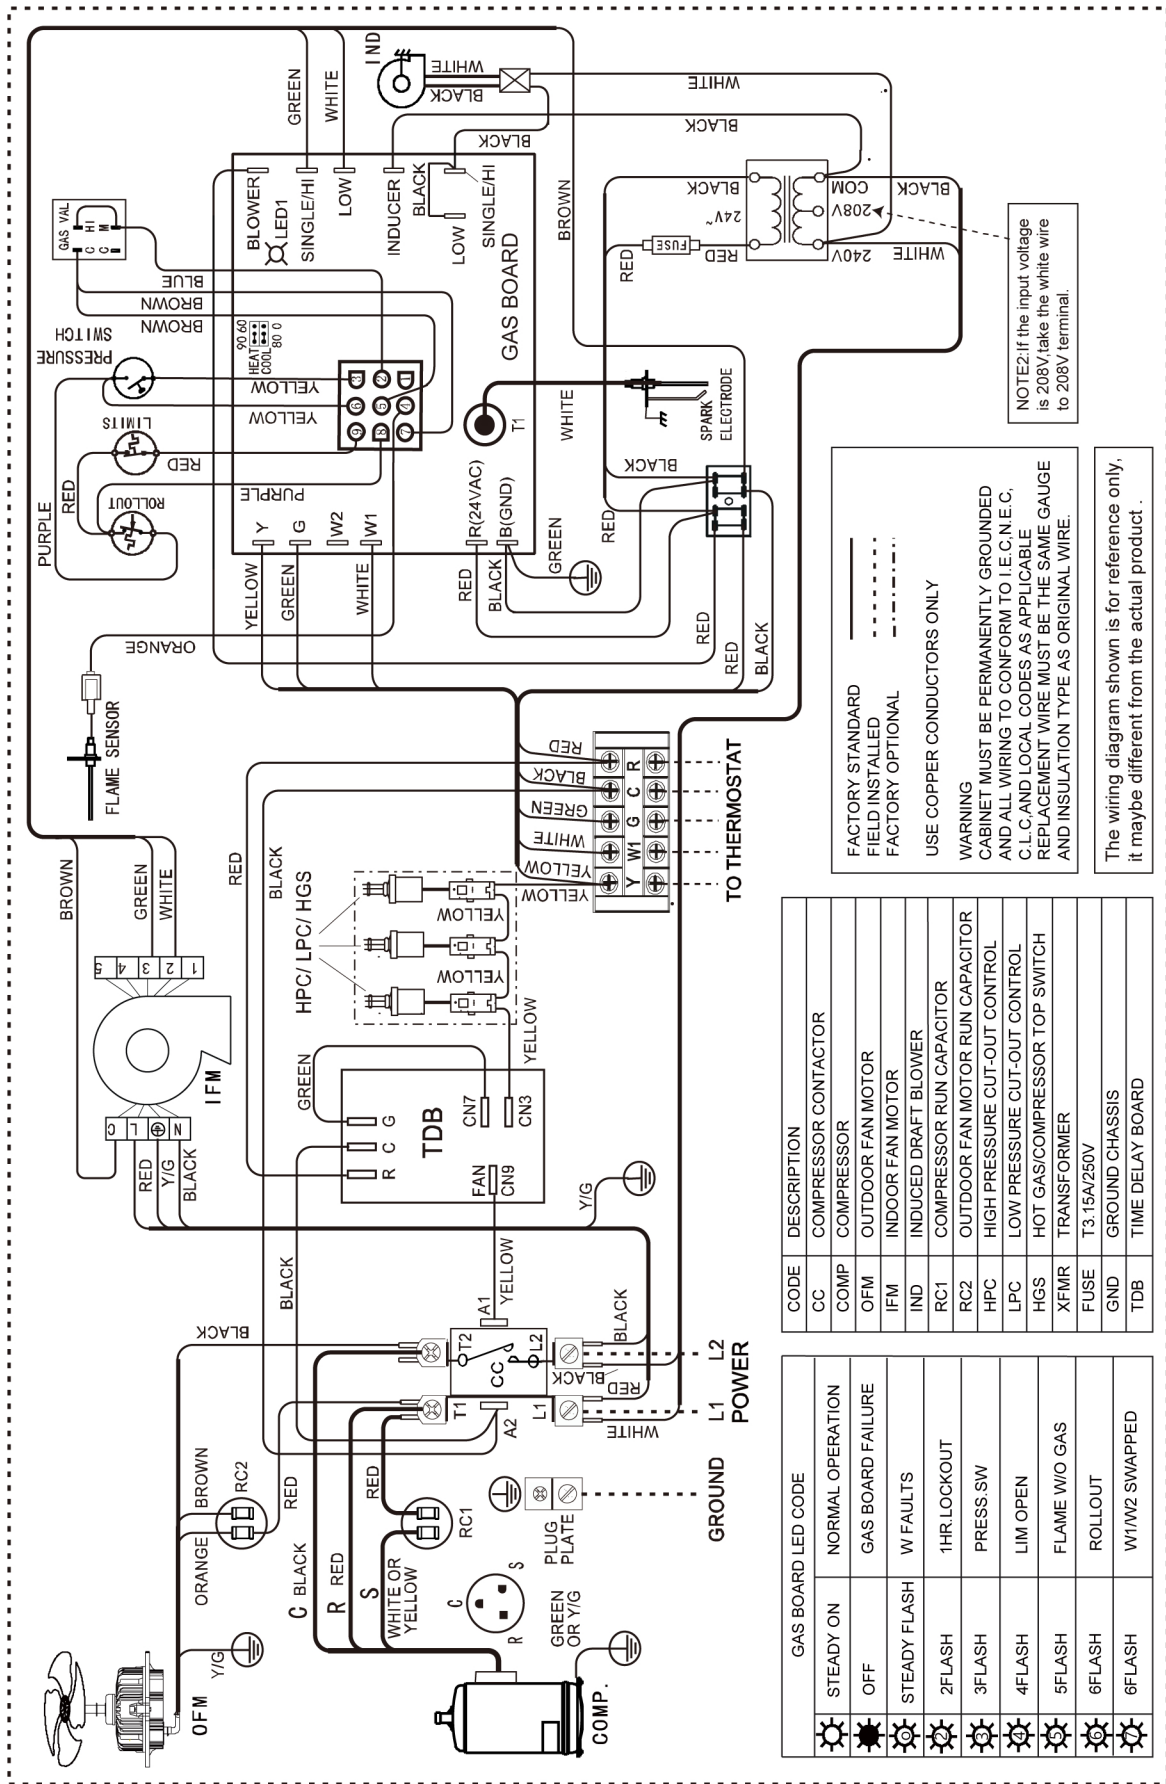 GREEN
WHITE
IND
WHITE
BLACK
BLACK
WHITE
BLACK
BROWN
GAS VAL
C HI
C M
BLUE
BROWN
BROWN
PRESSURE
SWITCH
LIMITS
RED
ROLLOUT
RED
PURPLE
PURPLE
YELLOW
YELLOW
BLOWER
LED1
SINGLE/HI
LOW
INDUCER
BLACK
LOW
SINGLE/HI
GAS BOARD
90 60
HEAT
COOL
80 0
3 2 1
6 5 4
9 8 7
T1
WHITE
SPARK
ELECTRODE
Y
G
W2
W1
R(24VAC)
B(GND)
YELLOW
GREEN
WHITE
RED
BLACK
GREEN
BLACK
24V~
RED
FUSE
RED
COM
208V
240V
BLACK
WHITE
NOTE2:If the input voltage
is 208V,take the white wire
to 208V terminal.
BLACK
RED
RED
RED
BLACK
ORANGE
FLAME SENSOR
BROWN
GREEN
WHITE
5 4 3 2 1
IFM
C L N
RED
Y/G
BLACK
RED
BLACK
HPC/ LPC/ HGS
YELLOW
YELLOW
YELLOW
RED
BLACK
GREEN
WHITE
YELLOW
YELLOW
R
C
G
W1
Y
TO THERMOSTAT
GREEN
G
C
R
TDB
CN7
CN3
FAN
CN9
Y/G
BLACK
YELLOW
BLACK
A1
T2
L2
CC
T1
L1
A2
BLACK
BLACK
RED
WHITE
L2
L1
POWER
GROUND
BROWN
RC2
ORANGE
RED
RED
RC1
C BLACK
R RED
S
WHITE OR
YELLOW
PLUG
PLATE
C
S
R
GREEN
OR Y/G
Y/G
OFM
COMP.
FACTORY STANDARD
FIELD INSTALLED
FACTORY OPTIONAL
USE COPPER CONDUCTORS ONLY
WARNING
CABINET MUST BE PERMANENTLY GROUNDED
AND ALL WIRING TO CONFORM TO I.E.C,N.E.C,
C.L.C,AND LOCAL CODES AS APPLICABLE
REPLACEMENT WIRE MUST BE THE SAME GAUGE
AND INSULATION TYPE AS ORIGINAL WIRE.
The wiring diagram shown is for reference only,
it maybe different from the actual product .
CODE DESCRIPTION
CC COMPRESSOR CONTACTOR
COMP COMPRESSOR
OFM OUTDOOR FAN MOTOR
IFM INDOOR FAN MOTOR
IND INDUCED DRAFT BLOWER
RC1 COMPRESSOR RUN CAPACITOR
RC2 OUTDOOR FAN MOTOR RUN CAPACITOR
HPC HIGH PRESSURE CUT-OUT CONTROL
LPC LOW PRESSURE CUT-OUT CONTROL
HGS HOT GAS/COMPRESSOR TOP SWITCH
XFMR TRANSFORMER
FUSE T3.15A/250V
GND GROUND CHASSIS
TDB TIME DELAY BOARD
GAS BOARD LED CODE
STEADY ON NORMAL OPERATION
OFF GAS BOARD FAILURE
STEADY FLASH W FAULTS
2 2FLASH 1HR.LOCKOUT
3 3FLASH PRESS.SW
4 4FLASH LIM OPEN
5 5FLASH FLAME W/O GAS
6 6FLASH ROLLOUT
7 6FLASH W1/W2 SWAPPED